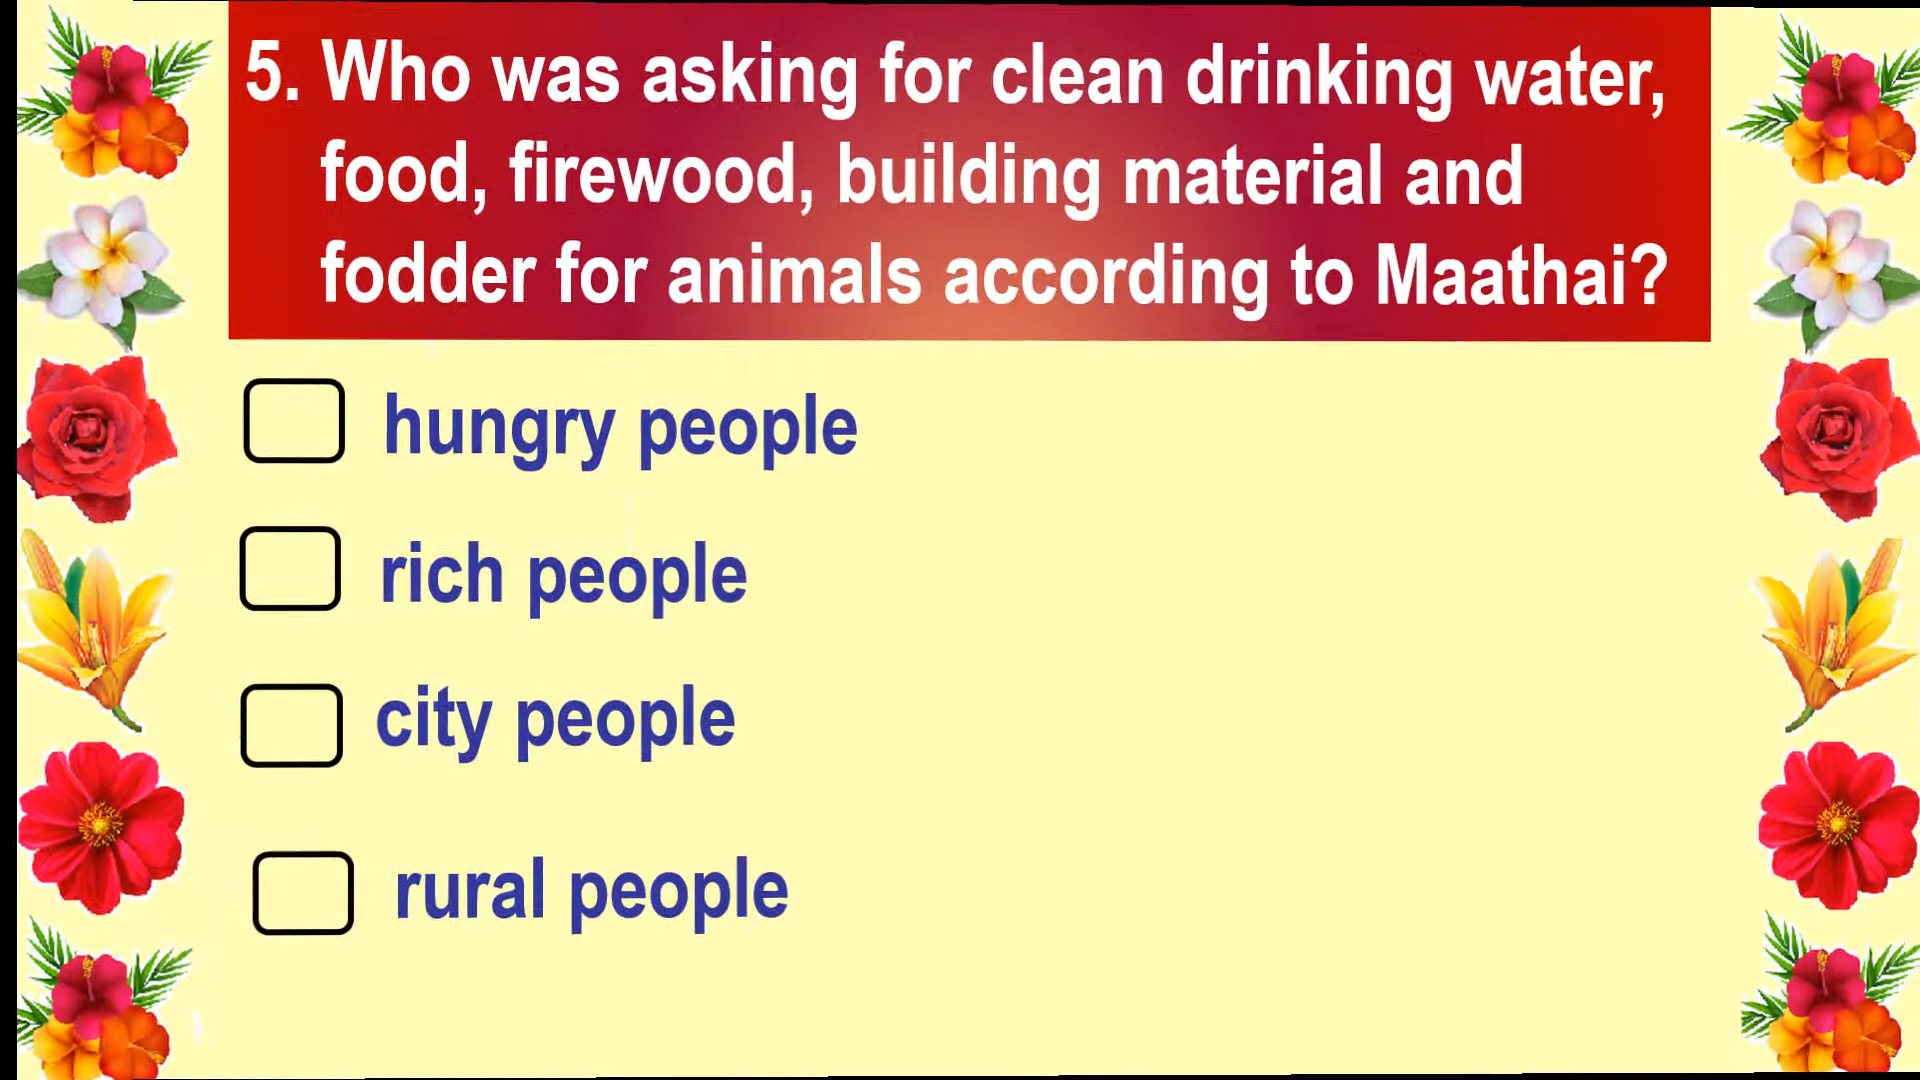 5. Who was asking for clean drinking water,
food, firewood, building material and
fodder for animals according to Maathai?
hungry people
rich people
city people
rural people